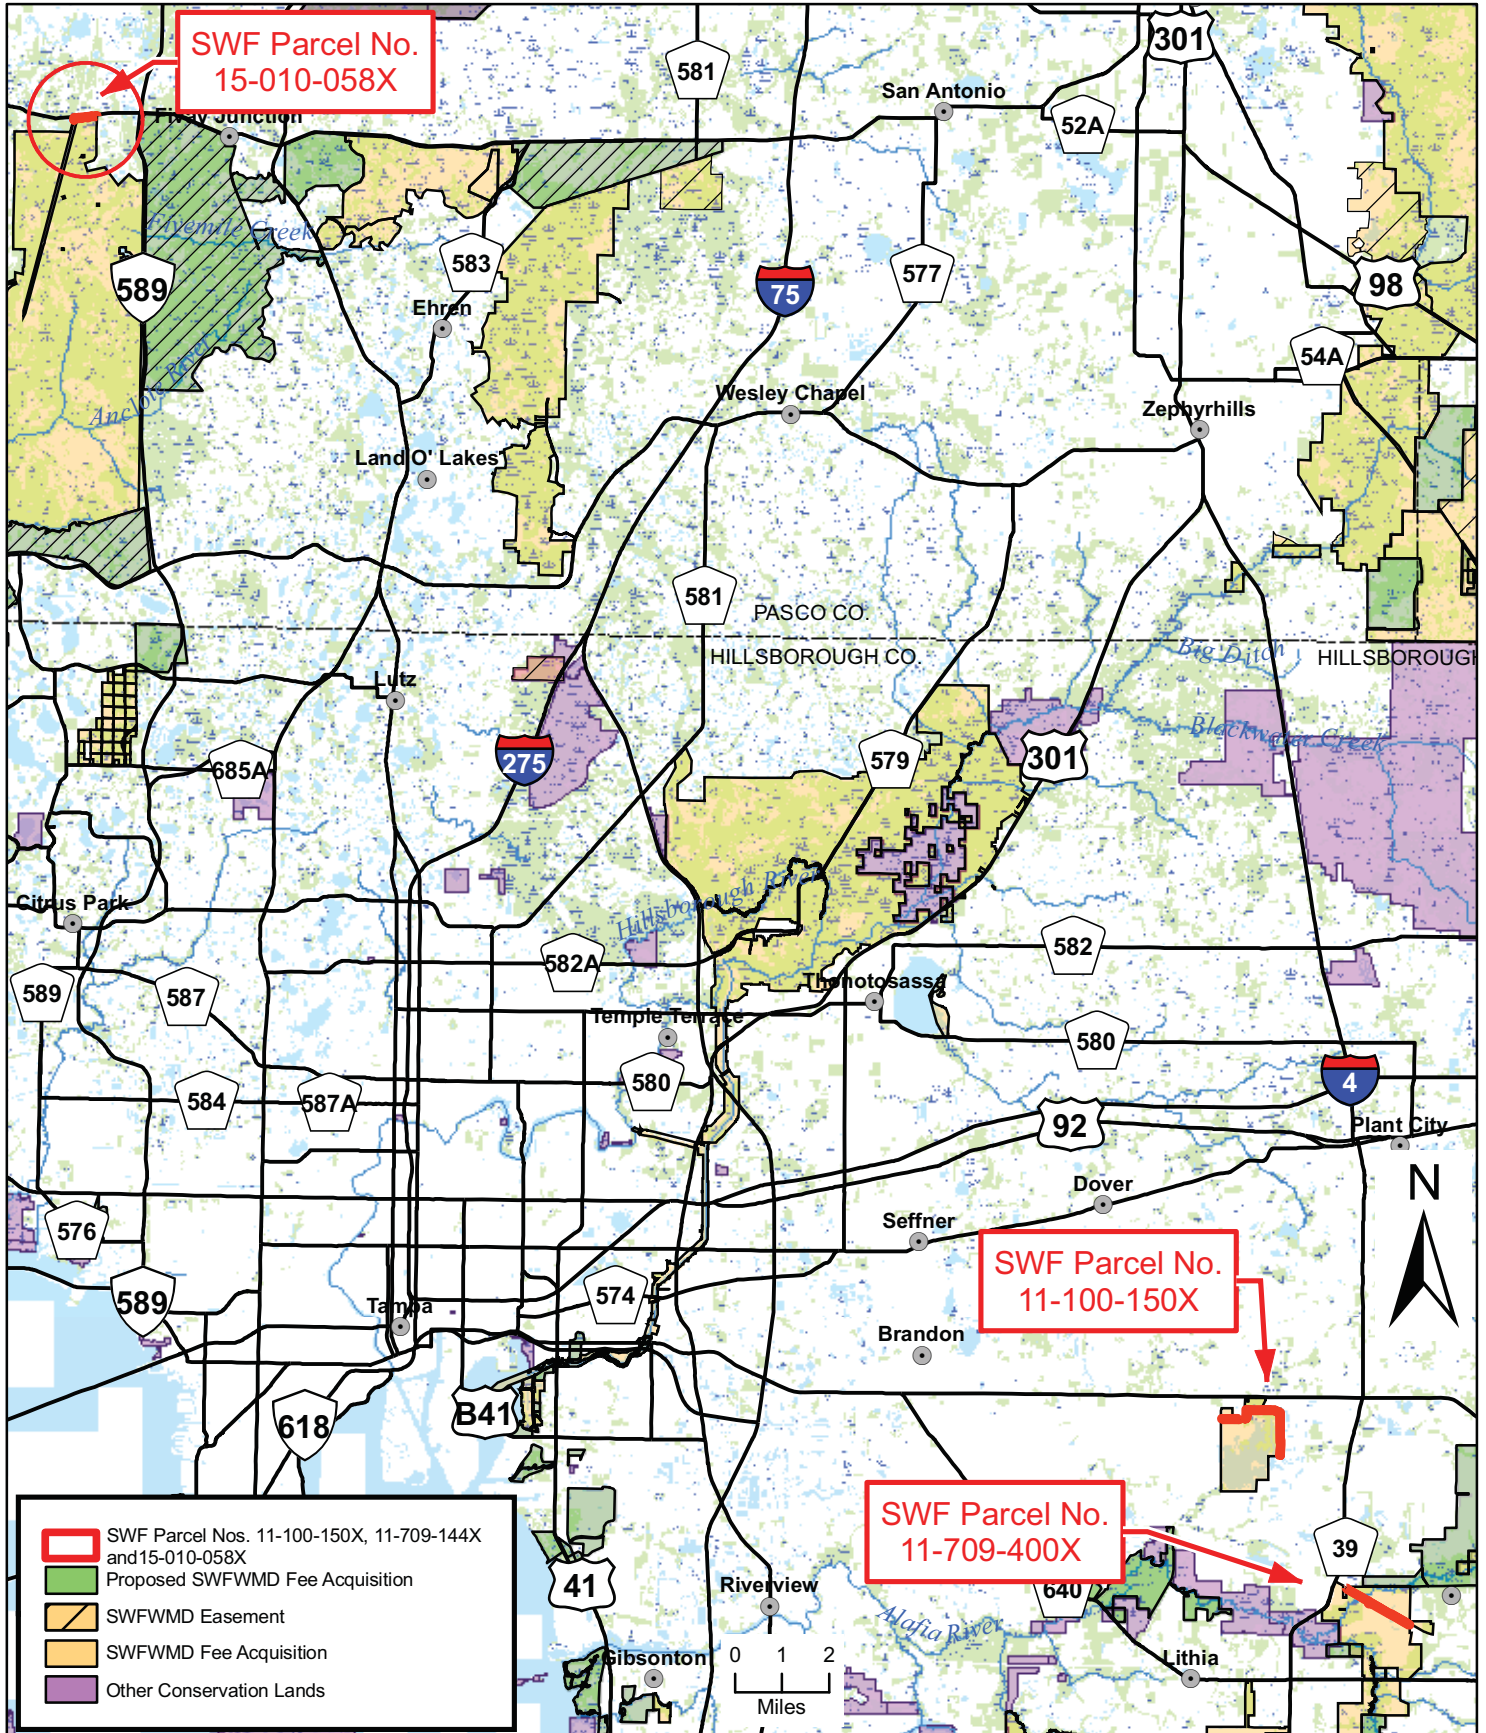 SWF Parcel No.
15-010-058X
581
301
San Antonio
52A
Fivay Junction
Fivemile Creek
583
577
589
75
98
Ehren
54A
Anclote River
Wesley Chapel
Zephyrhills
Land O' Lakes
581
PASCO CO.
HILLSBOROUGH CO.
Big Ditch
HILLSBOROUGH
Lutz
Blackwater Creek
275
579
301
685A
Hillsborough River
Citrus Park
582A
582
589
587
Thonotosassa
Temple Terrace
580
580
4
584
587A
92
Plant City
N
Dover
576
Seffner
SWF Parcel No.
11-100-150X
589
574
Tampa
Brandon
B41
618
SWF Parcel No.
11-709-400X
39
SWF Parcel Nos. 11-100-150X, 11-709-144X
and15-010-058X
Proposed SWFWMD Fee Acquisition
SWFWMD Easement
SWFWMD Fee Acquisition
Other Conservation Lands
41
Riverview
640
Alafia River
Gibsonton
0 1 2
Miles
Lithia